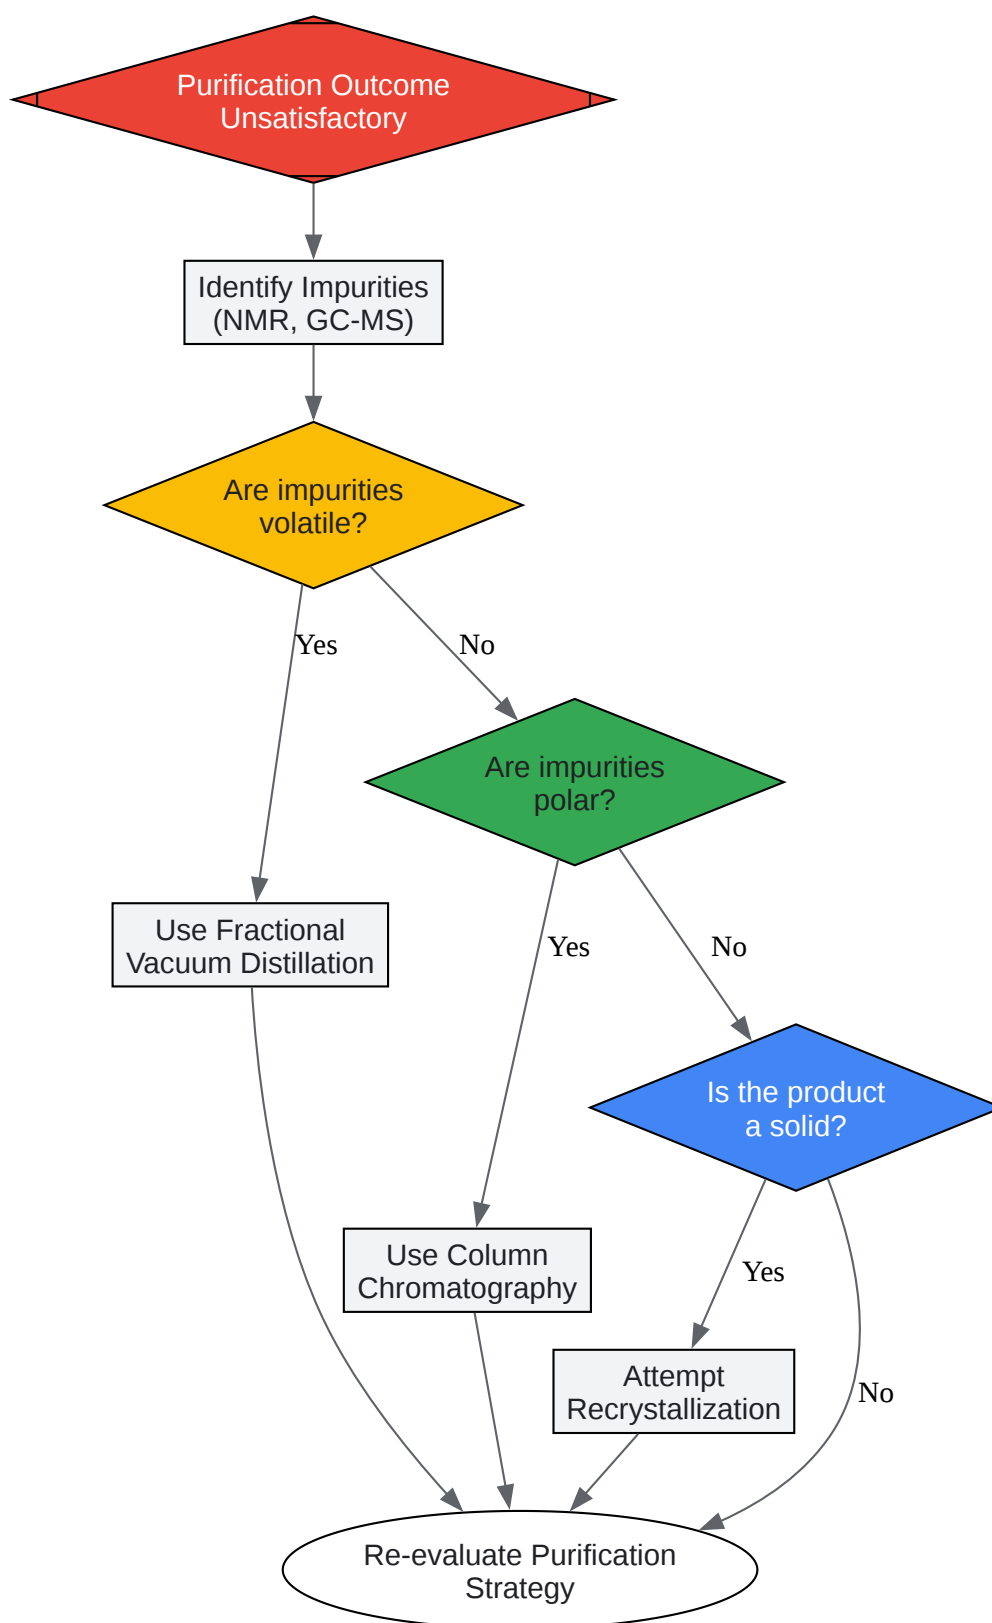 Purification Outcome
Unsatisfactory
Identify Impurities
(NMR, GC-MS)
Are impurities
volatile?
Yes
No
Are impurities
polar?
Use Fractional
Vacuum Distillation
Yes
No
Is the product
a solid?
Use Column
Chromatography
Yes
Attempt
Recrystallization
No
Re-evaluate Purification
Strategy